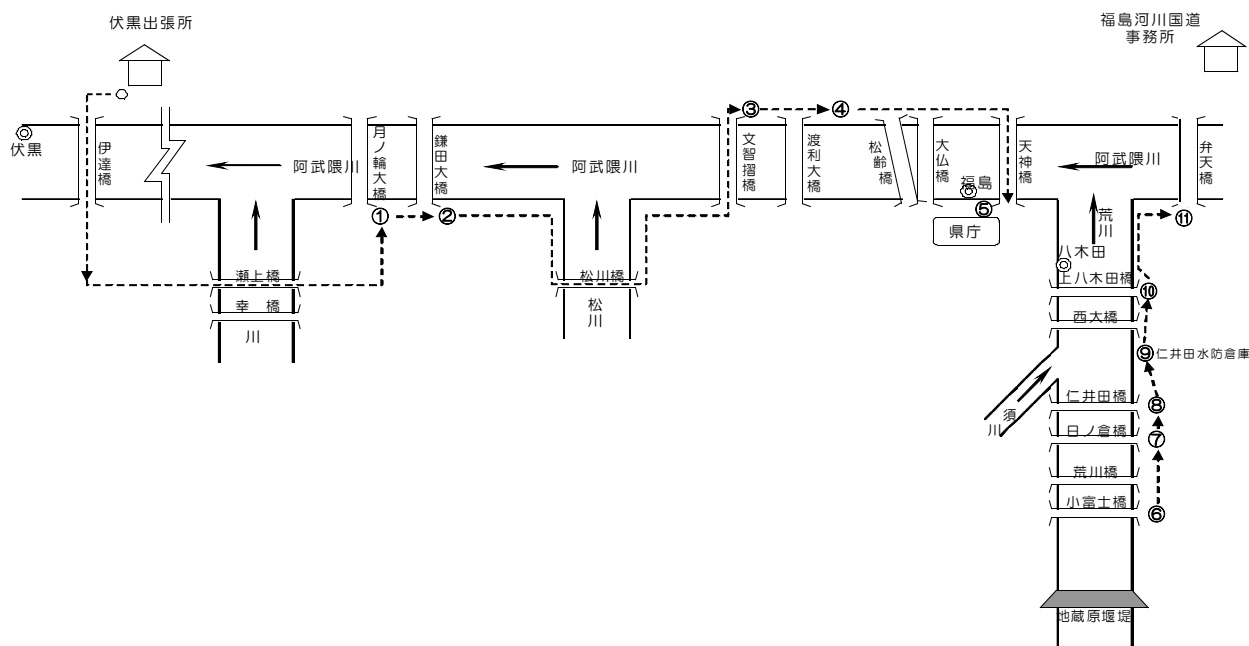 伏黒出張所
福島河川国道
事務所
伏黒
伊達橋
阿武隈川
月ノ輪大橋
鎌田大橋
阿武隈川
文智摺橋
渡利大橋
松齢橋
大仏橋
福島
天神橋
阿武隈川
弁天橋
①
②
③
④
⑤
県庁
荒川
⑪
八木田
上八木田橋
⑩
瀬上橋
幸 橋
川
松川橋
松川
西大橋
⑨
仁井田水防倉庫
須川
仁井田橋
⑧
日ノ倉橋
⑦
荒川橋
小富士橋
⑥
地蔵原堰堤